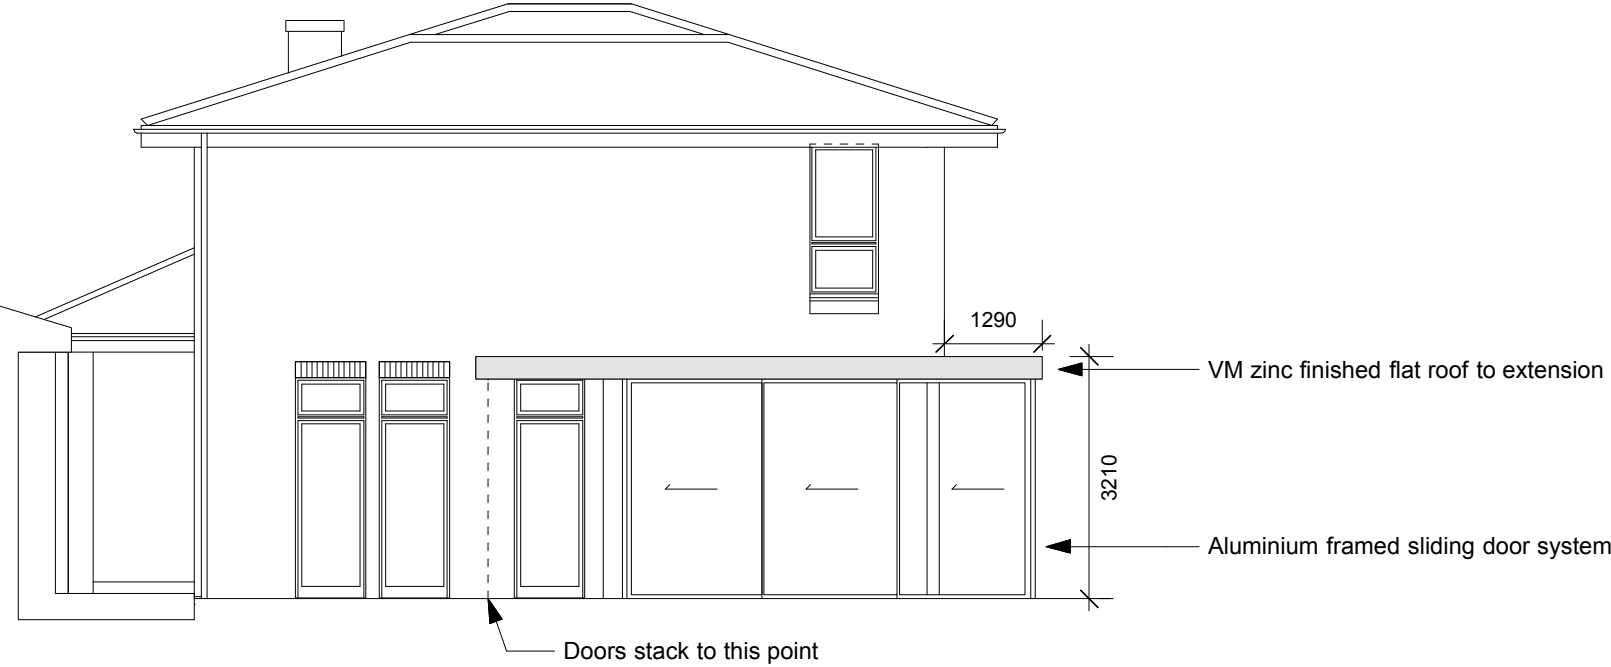 1290
VM zinc finished flat roof to extension
3210
Aluminium framed sliding door system
Doors stack to this point